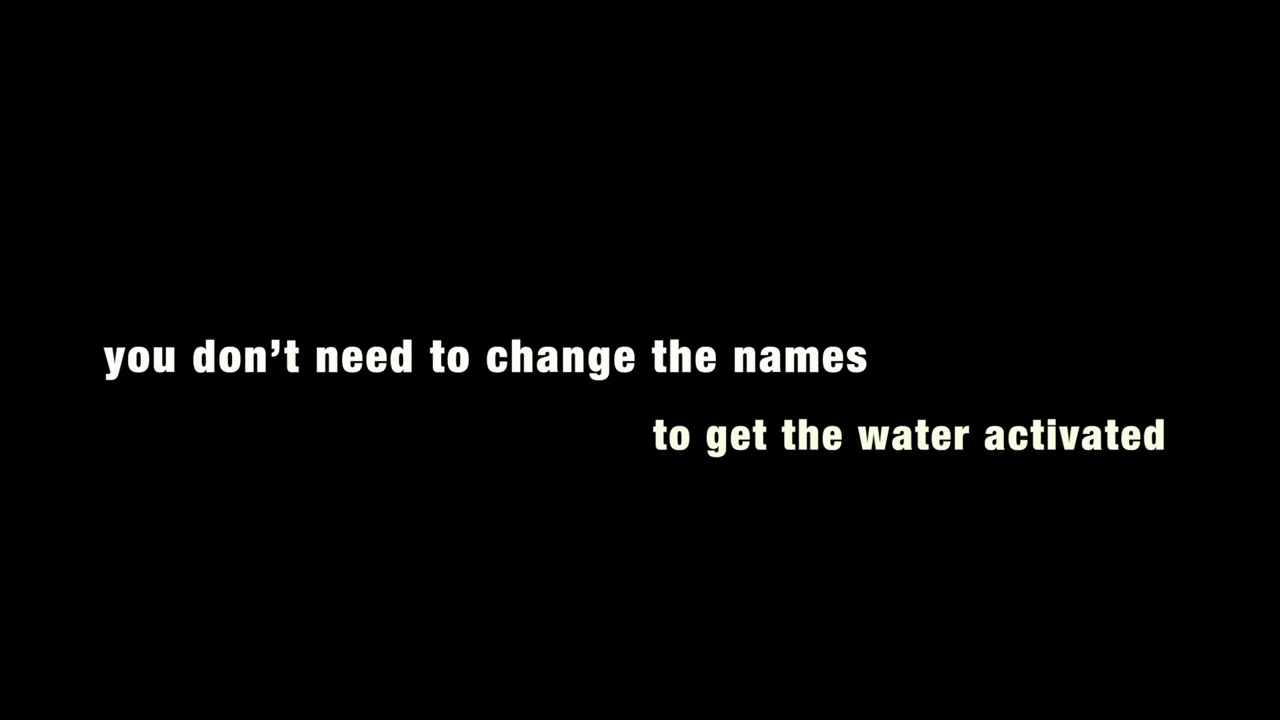 you don’t need to change the names
to get the water activated